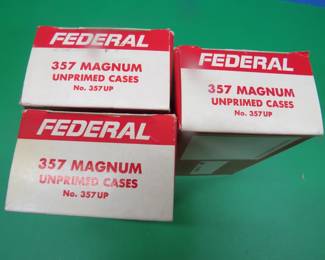 FEDERAL
357 MAGNUM
UNPRIMED CASES
No. 357UP
FEDERAL
357 MAGNUM
UNPRIMED CASES
No. 357UP
FEDERAL
357 MAGNUM
UNPRIMED CASES
No. 357UP